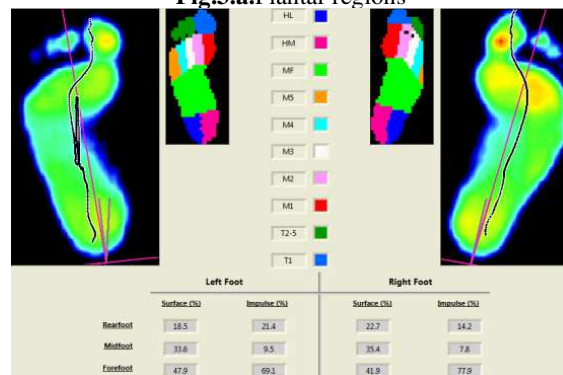 Fig.3.a.Plantar regions
HL
HM
MF
M5
M4
M3
M2
M1
T2-5
T1
Left Foot Right Foot
Surface (%) Impulse (%) Surface (%) Impulse (%)
Rearfoot 18.5 21.4 22.7 14.2
Midfoot 33.6 9.5 35.4 7.8
Forefoot 47.9 69.1 41.9 77.9